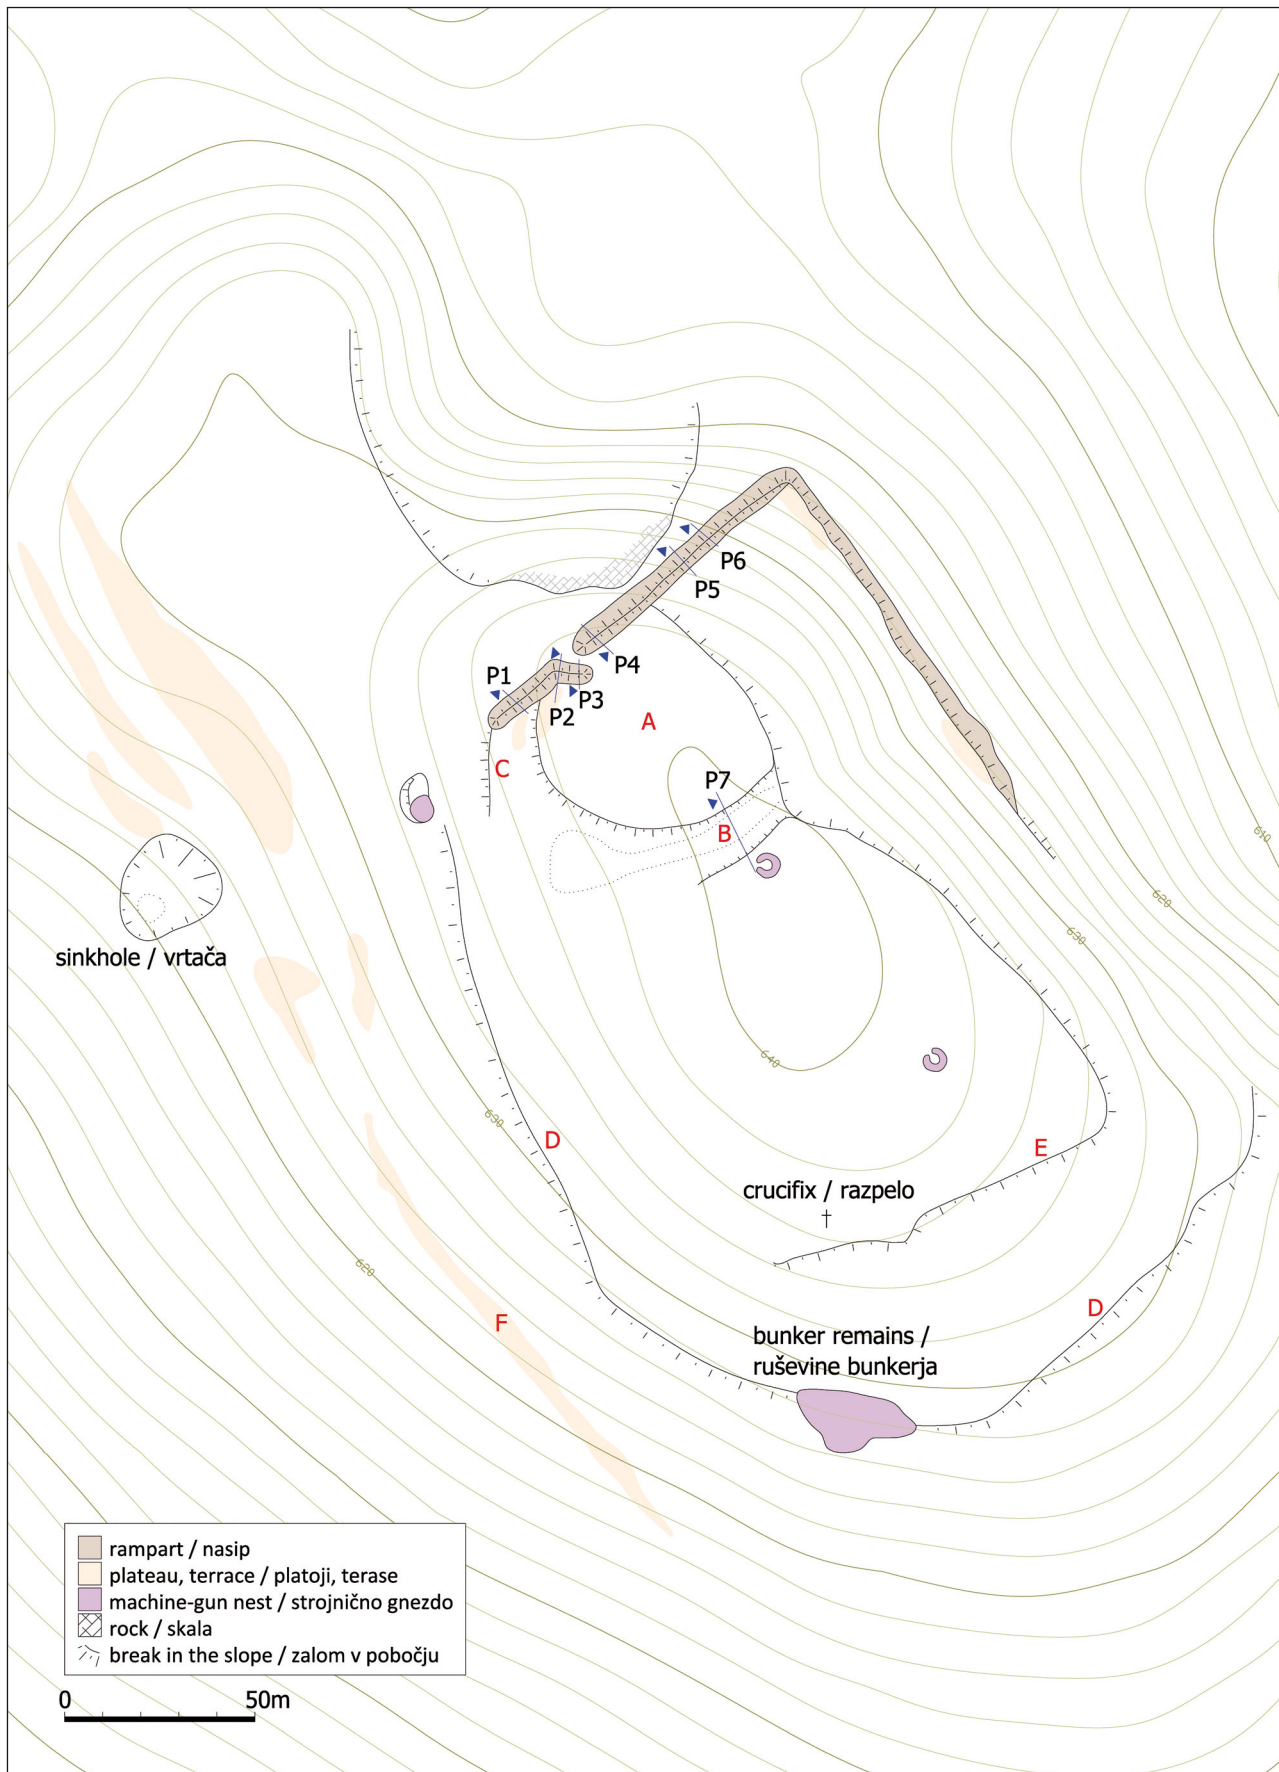 P6
P5
P4
P1
P3
P2
A
C
P7
B
610
620
630
sinkhole / vrtača
640
630
D
E
crucifix / razpelo
620
D
F
bunker remains /
ruševine bunkerja
rampart / nasip
plateau, terrace / platoji, terase
machine-gun nest / strojnično gnezdo
rock / skala
break in the slope / zalom v pobočju
0 50m